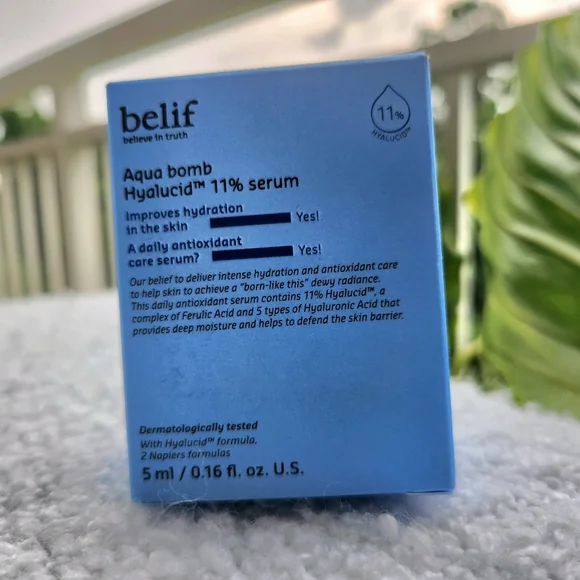 belif
believe in truth
11%
HYALUCID™
Aqua bomb
Hyalucid™ 11% serum
Improves hydration
in the skin Yes!
A daily antioxidant
care serum? Yes!
Our belief to deliver intense hydration and antioxidant care
to help skin to achieve a “born-like this” dewy radiance.
This daily antioxidant serum contains 11% Hyalucid™, a
complex of Ferulic Acid and 5 types of Hyaluronic Acid that
provides deep moisture and helps to defend the skin barrier.
Dermatologically tested
With Hyalucid™ formula.
2 Napiers formulas
5 ml / 0.16 fl. oz. U.S.